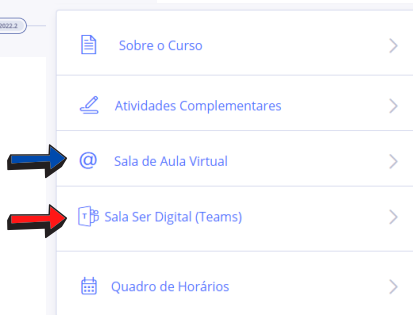 2022.2
Sobre o Curso
Atividades Complementares
@ Sala de Aula Virtual
T Sala Ser Digital (Teams)
Quadro de Horários